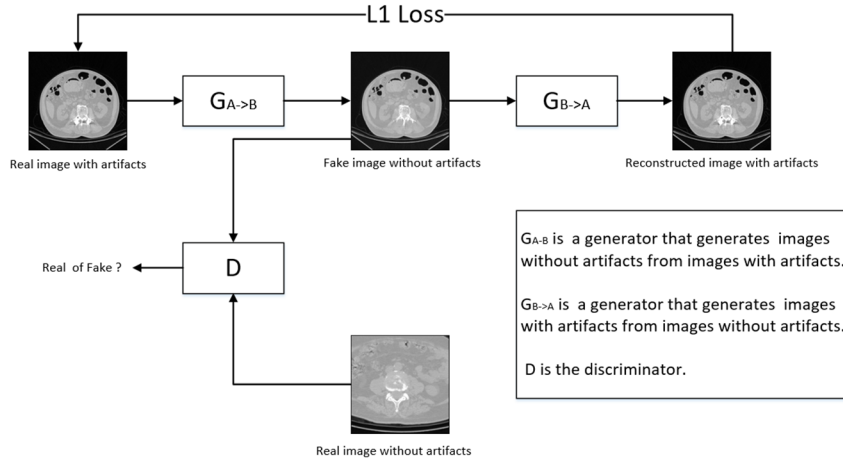 L1 Loss
GA->B
GB->A
Real image with artifacts
Fake image without artifacts
Reconstructed image with artifacts
D
Real of Fake ?
GA-B is a generator that generates images
without artifacts from images with artifacts.
GB->A is a generator that generates images
with artifacts from images without artifacts.
D is the discriminator.
Real image without artifacts